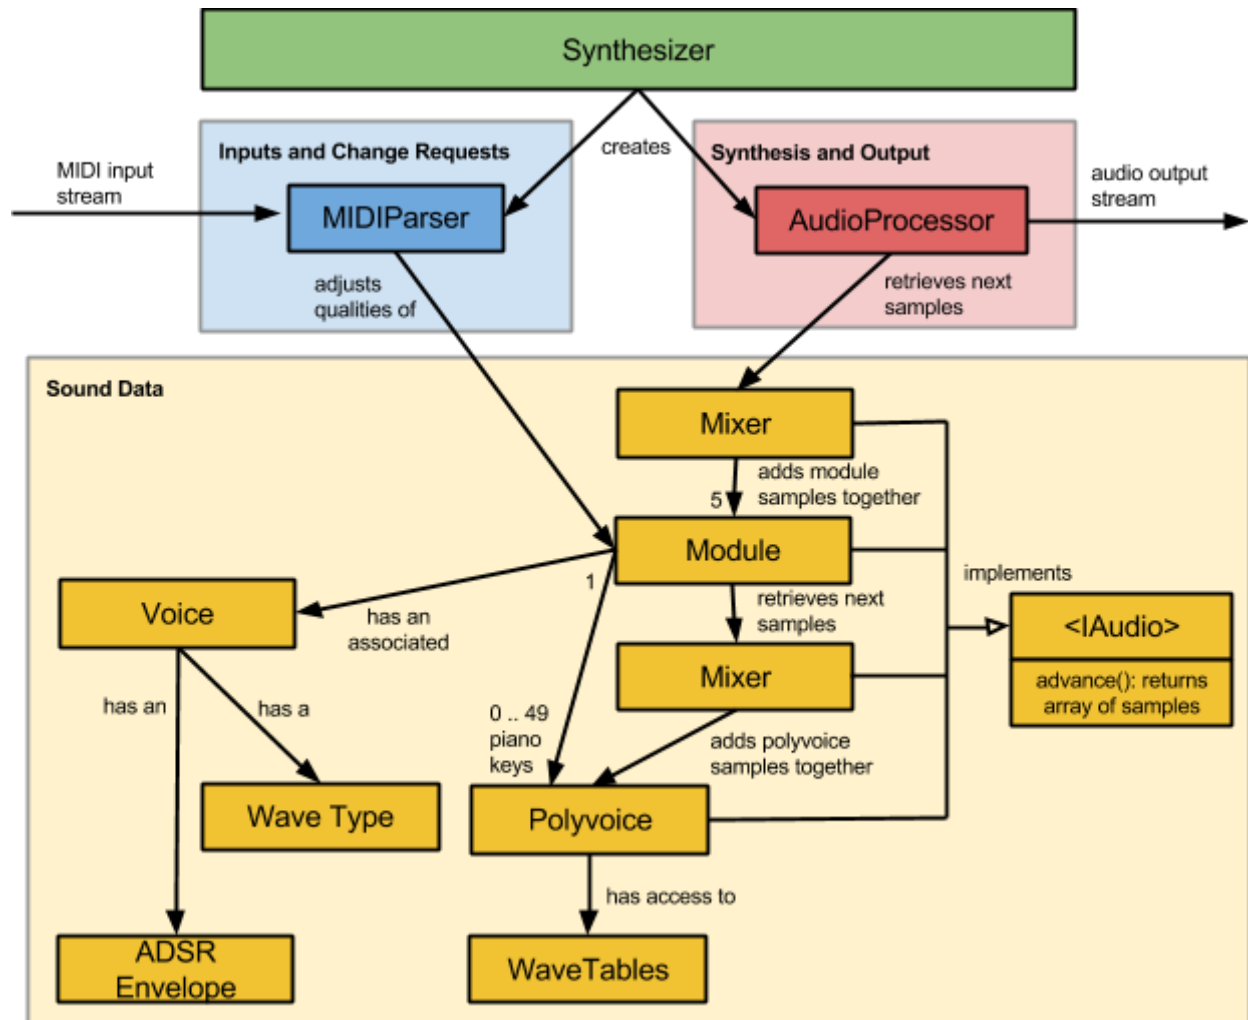 Synthesizer
Inputs and Change Requests
creates
Synthesis and Output
MIDI input
stream
MIDIParser
AudioProcessor
audio output
stream
adjusts
qualities of
retrieves next
samples
Sound Data
Mixer
adds module
samples together
5
Module
1
implements
Voice
has an
associated
retrieves next
samples
<IAudio>
advance(): returns
array of samples
Mixer
has an
has a
0 .. 49
piano
keys
adds polyvoice
samples together
Wave Type
Polyvoice
has access to
ADSR
Envelope
WaveTables